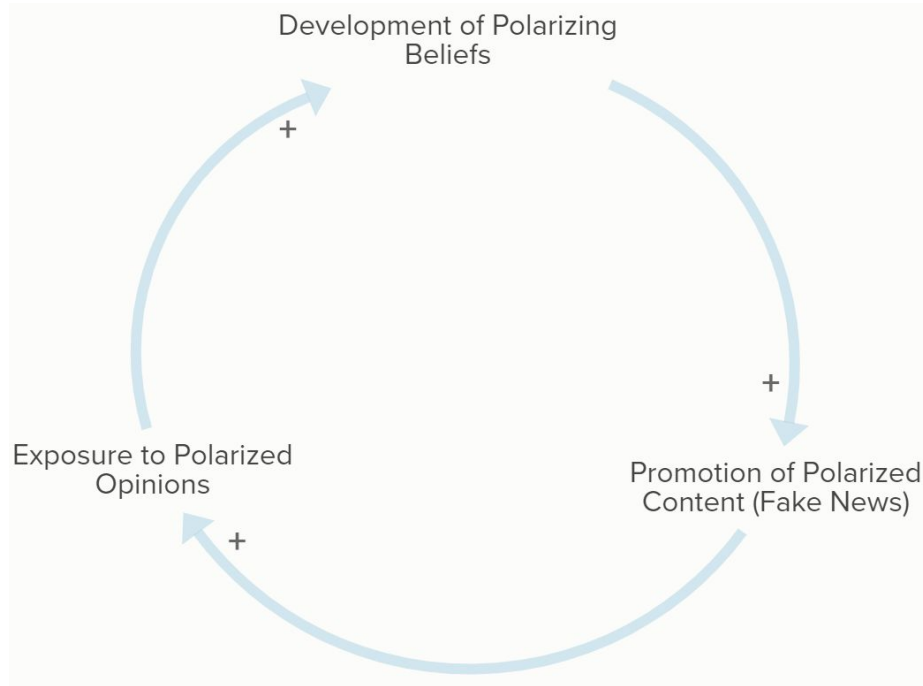 Development of Polarizing
Beliefs
+
+
Exposure to Polarized
Opinions
Promotion of Polarized
Content (Fake News)
+